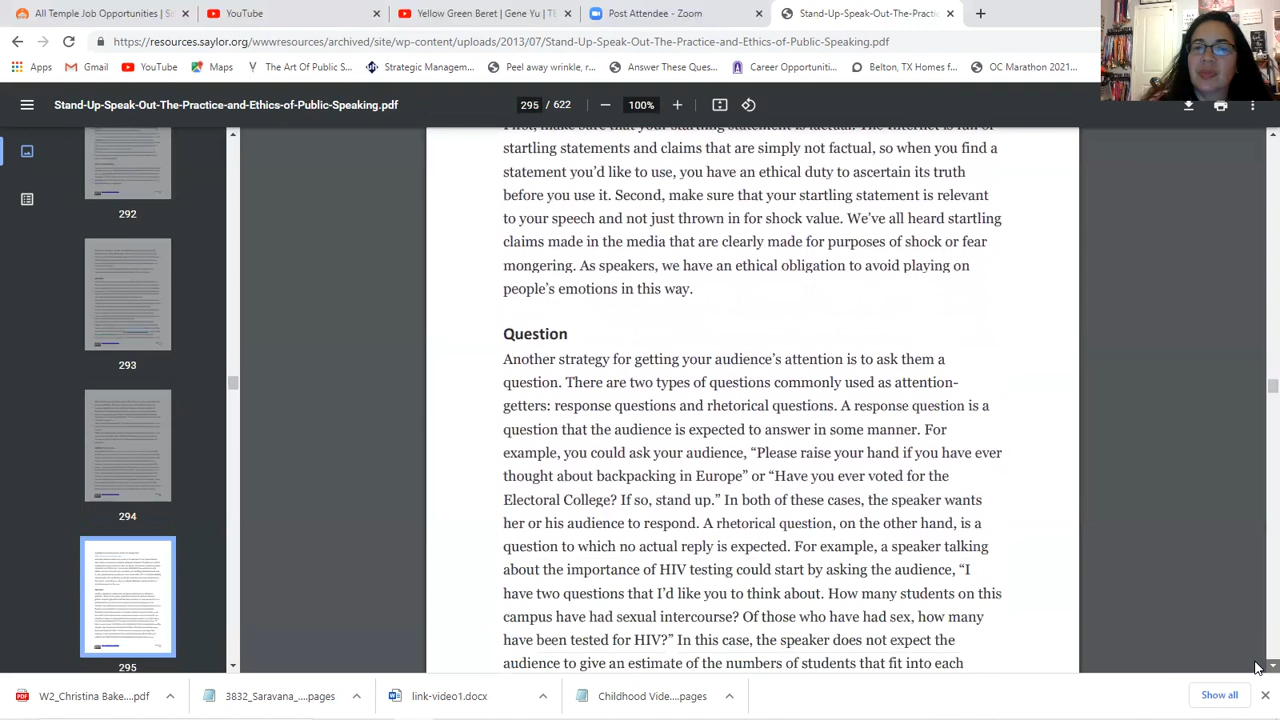 All Temple Job Opportunities | S
Post Attendee - Zoom
Stand-Up-Speak-Out-The-Practic
https://resources.saylor.org/wwwresources/archived/site/wp-content/uploads/2013/07/Stand-Up-Speak-Out-The-Practice-and-Ethics-of-Public-Speaking.pdf
Apps
Gmail
YouTube
Maps
The Art Of Public S...
Strategic Manageme...
throwaway wrinkle, r...
Answer These Ques...
Career Opportuniti...
Belton, TX Homes f...
OC Marathon 2021...
Stand-Up-Speak-Out-The-Practice-and-Ethics-of-Public-Speaking.pdf
295 / 622
100%
292
293
294
295
First, make sure that your startling statement is factual. The Internet is full of
startling statements and claims that are simply not factual, so when you find a
statement you’d like to use, you have an ethical duty to ascertain its truth
before you use it. Second, make sure that your startling statement is relevant
to your speech and not just thrown in for shock value. We’ve all heard startling
claims made in the media that are clearly made for purposes of shock or fear
mongering. As speakers, we have an ethical obligation to avoid playing on
people’s emotions in this way.
Question
Another strategy for getting your audience’s attention is to ask them a
question. There are two types of questions commonly used as attention-
getters: response questions and rhetorical questions. A response question is a
question that the audience is expected to answer in some manner. For
example, you could ask your audience, “Please raise your hand if you have ever
thought about backpacking in Europe” or “Have you ever voted for the
Electoral College? If so, stand up.” In both of these cases, the speaker wants
her or his audience to respond. A rhetorical question, on the other hand, is a
question to which no actual reply is expected. For example, a speaker talking
about the importance of HIV testing could start by asking the audience, “I
have two questions that I’d like you to think about. How many students on this
campus have had sexual intercourse? Of those who have had sex, how many
have been tested for HIV?” In this case, the speaker does not expect the
audience to give an estimate of the numbers of students that fit into each
W2_Christina Bake....pdf
3832_Saravana....pages
link-video1.docx
Childhood Vide....pages
Show all